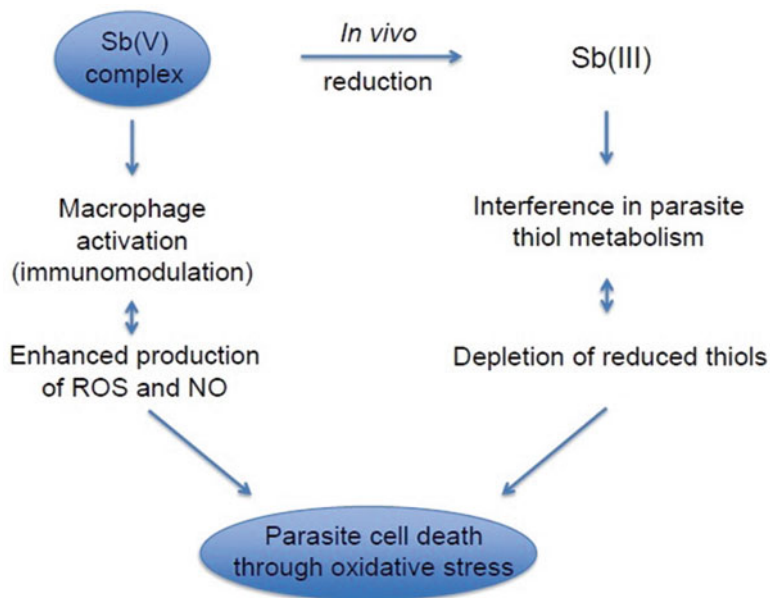 Sb(V)
complex
In vivo
reduction
Sb(III)
Macrophage
activation
(immunomodulation)
Interference in parasite
thiol metabolism
Enhanced production
of ROS and NO
Depletion of reduced thiols
Parasite cell death
through oxidative stress